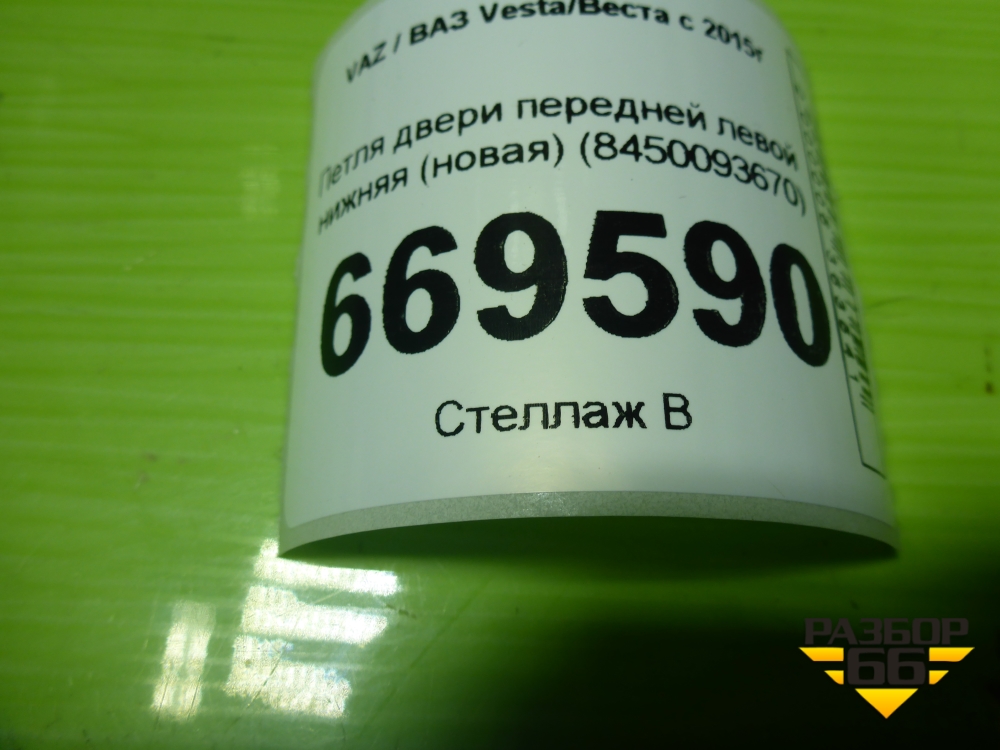 VAZ / ВАЗ Vesta/Веста с 2015г
Петля двери передней левой
нижняя (новая) (8450093670)
669590
Стеллаж В
РАЗБОР
66